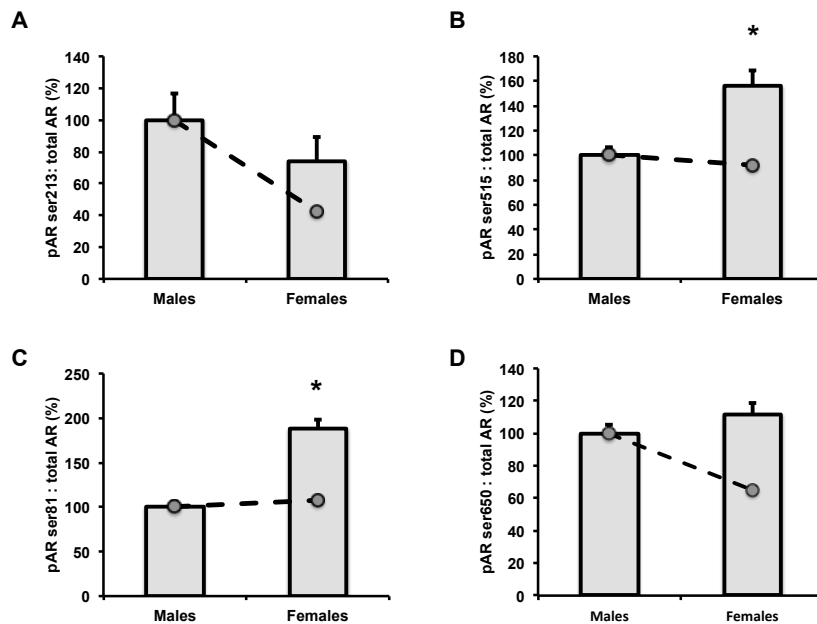 A
pAR ser213: total AR (%)
140
120
100
80
60
40
20
0
Males
Females
B
pAR ser515 : total AR (%)
180
160
140
120
100
80
60
40
20
0
*
Males
Females
C
pAR ser81 : total AR (%)
250
200
150
100
50
0
*
Males
Females
D
pAR ser650 : total AR (%)
140
120
100
80
60
40
20
0
Males
Females